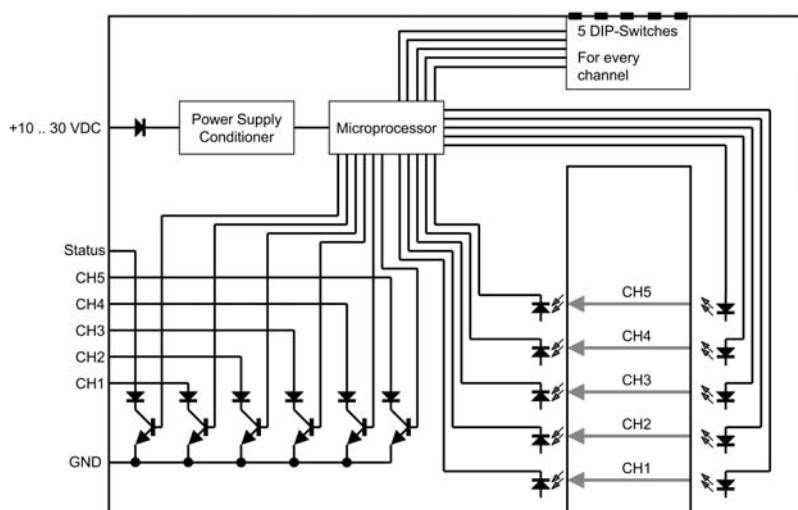 5 DIP-Switches
For every
channel
+10 .. 30 VDC
Power Supply
Conditioner
Microprocessor
Status
CH5
CH4
CH3
CH2
CH1
GND
CH5
CH4
CH3
CH2
CH1